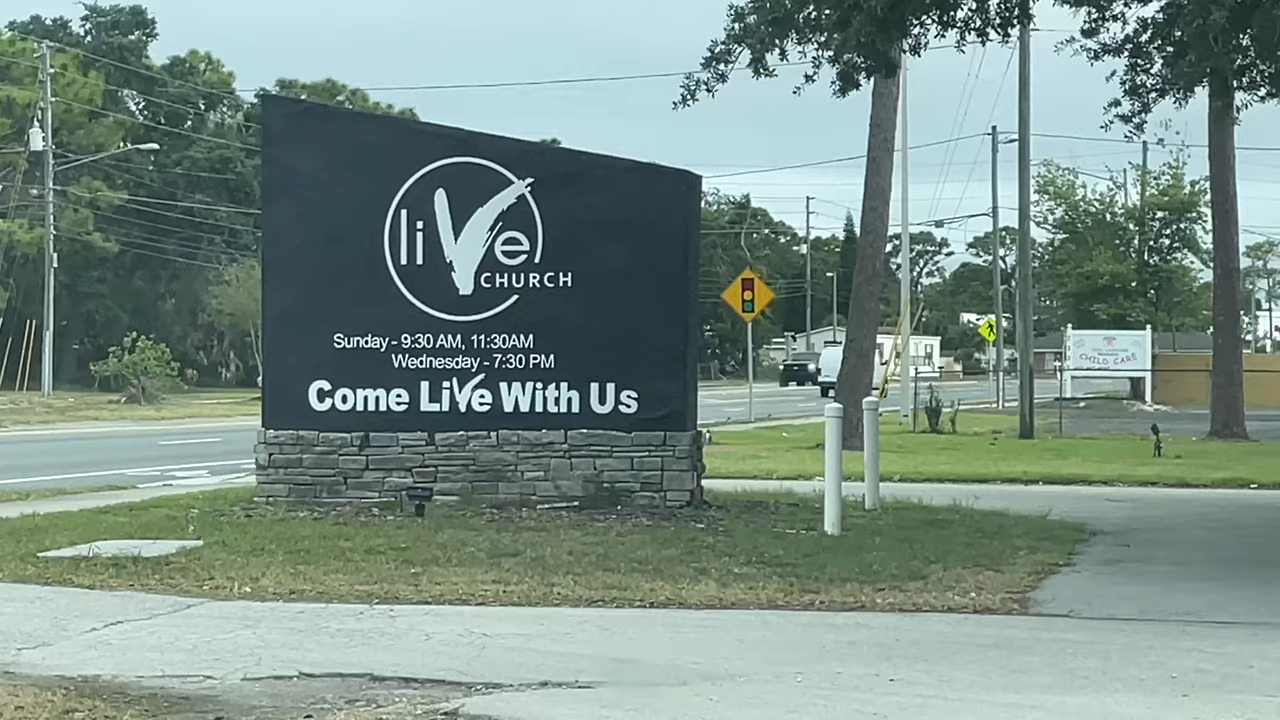 liVe
CHURCH
Sunday - 9:30 AM, 11:30AM
Wednesday - 7:30 PM
Come LiVe With Us
CHILD CARE